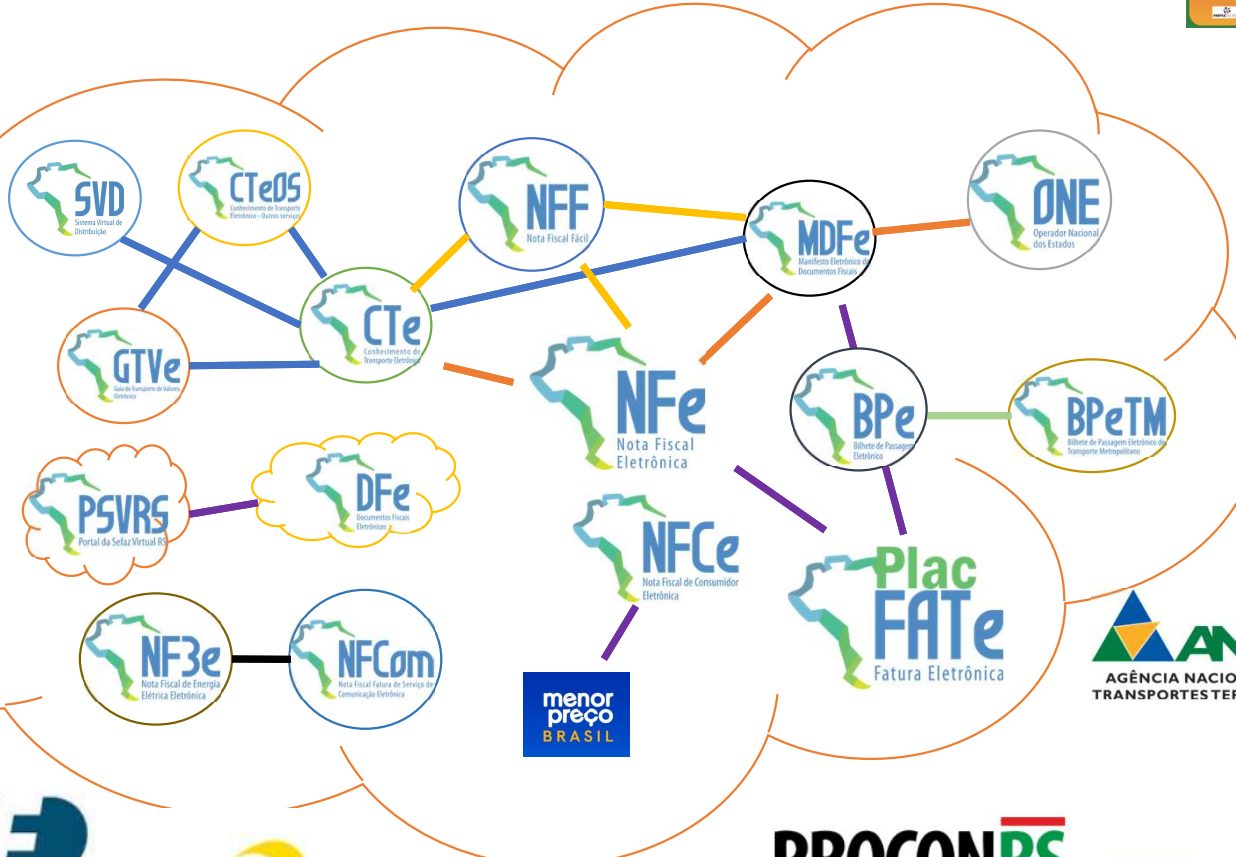 SVD
Sistema Virtual de
Distribuição
CTeOS
Conhecimento de Transporte
Eletrônico - Outros serviços
NFF
Nota Fiscal Fácil
MDFe
Manifesto Eletrônico de
Documentos Fiscais
ONE
Operador Nacional
dos Estados
GTVe
Guia de Transporte de Valores
Eletrônico
CTe
Conhecimento de
Transporte Eletrônico
NFe
Nota Fiscal
Eletrônica
BPe
Bilhete de Passagem
Eletrônico
BPeTM
Bilhete de Passagem Eletrônico de
Transporte Metropolitano
PSVRS
Portal da Sefaz Virtual RS
DFe
Documentos Fiscais
Eletrônicos
NFCe
Nota Fiscal de Consumidor
Eletrônica
Plac
FATe
Fatura Eletrônica
NF3e
Nota Fiscal de Energia
Elétrica Eletrônica
NFCom
Nota Fiscal Fatura de Serviço de
Comunicação Eletrônica
menor
preço
BRASIL
AN
AGÊNCIA NACIO
TRANSPORTES TER
PROCON RS